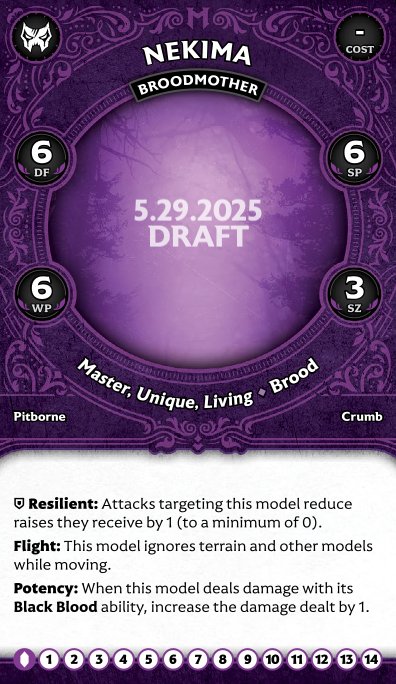 NEKIMA
BROODMOTHER
-
COST
6
DF
6
SP
5.29.2025
DRAFT
6
WP
3
SZ
Master, Unique, Living ♦ Brood
Pitborne
Crumb
Resilient: Attacks targeting this model reduce
raises they receive by 1 (to a minimum of 0).
Flight: This model ignores terrain and other models
while moving.
Potency: When this model deals damage with its
Black Blood ability, increase the damage dealt by 1.
1 2 3 4 5 6 7 8 9 10 11 12 13 14